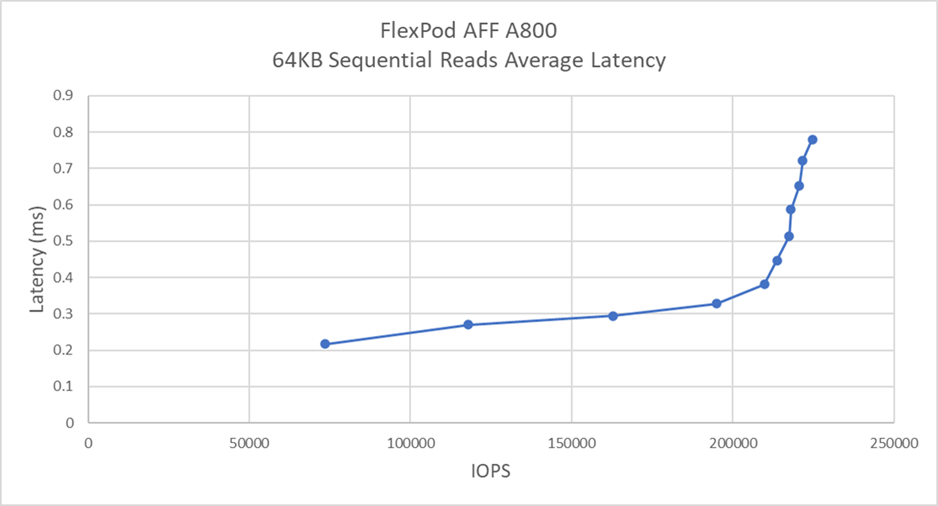 FlexPod AFF A800
64KB Sequential Reads Average Latency
0.9
0.8
0.7
0.6
0.5
0.4
0.3
0.2
0.1
0
Latency (ms)
0 50000 100000 150000 200000 250000
IOPS